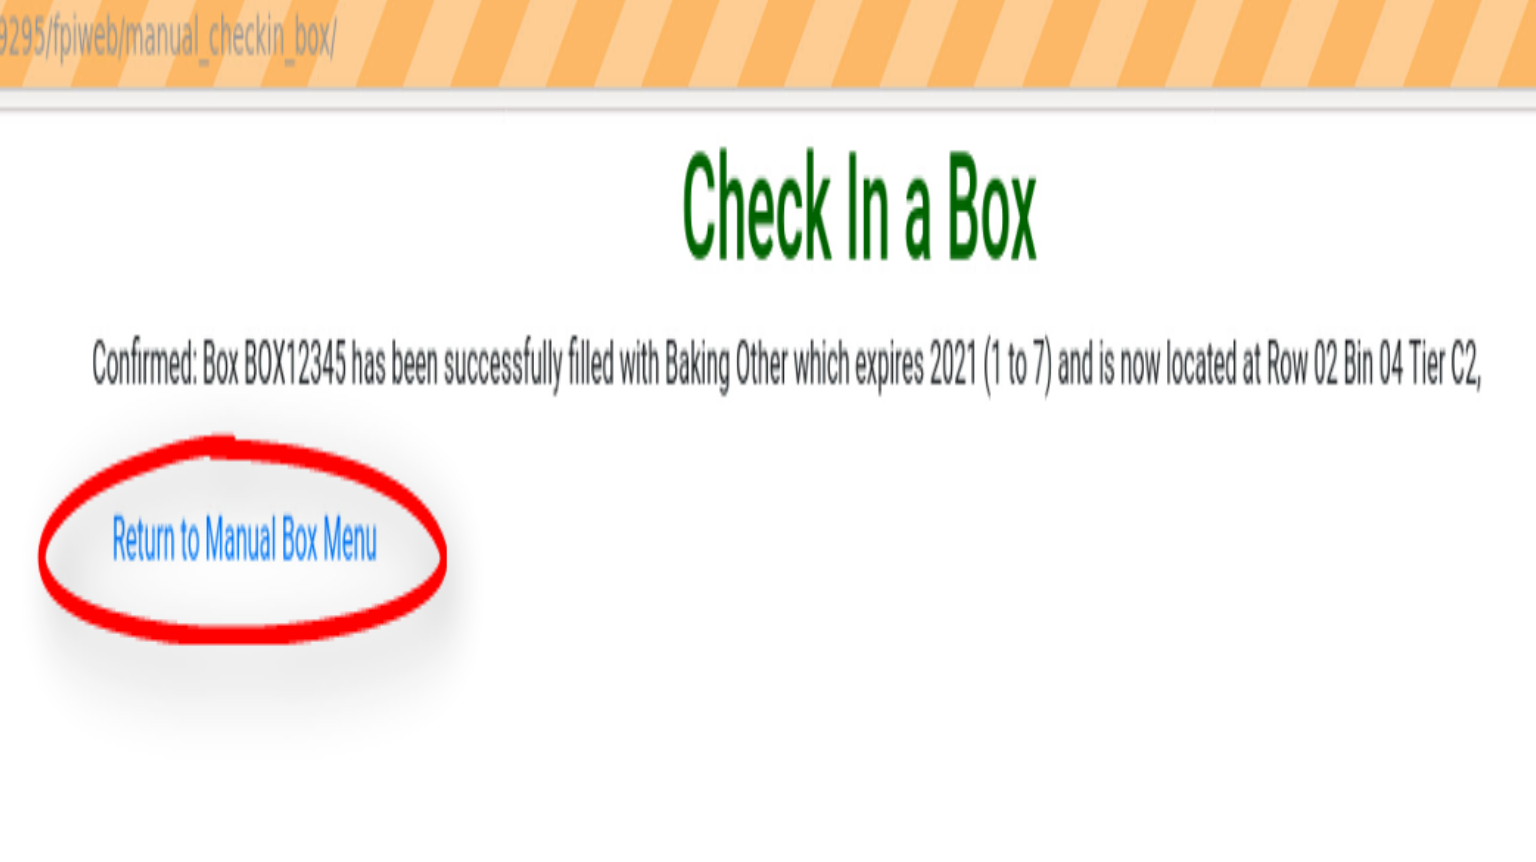 9295/fpiweb/manual_checkin_box/
Check In a Box
Confirmed: Box BOX12345 has been successfully filled with Baking Other which expires 2021 (1 to 7) and is now located at Row 02 Bin 04 Tier C2,
Return to Manual Box Menu